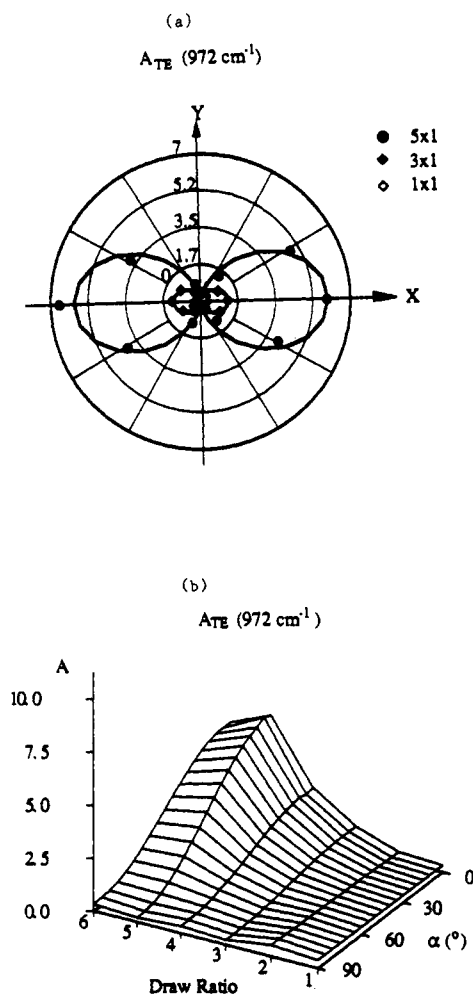 (a)
A_TE (972 cm⁻¹)
Y
7
5.2
3.5
1.7
0
X
● 5x1
◆ 3x1
◇ 1x1
(b)
A_TE (972 cm⁻¹)
A
10.0
7.5
5.0
2.5
0.0
6 5 4 3 2 1
Draw Ratio
90 60 30 0
α (°)